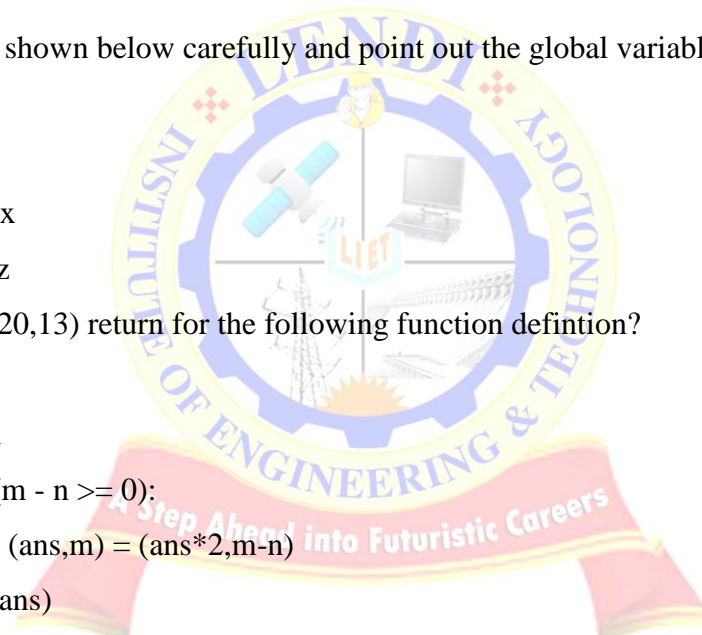 shown below carefully and point out the global variabl
LENDI
INSTITUTE OF ENGINEERING & TECHNOLOGY
x
LIET
z
20,13) return for the following function defintion?
m - n >= 0):
A Step Ahead into Futuristic Careers
(ans,m) = (ans*2,m-n)
ans)